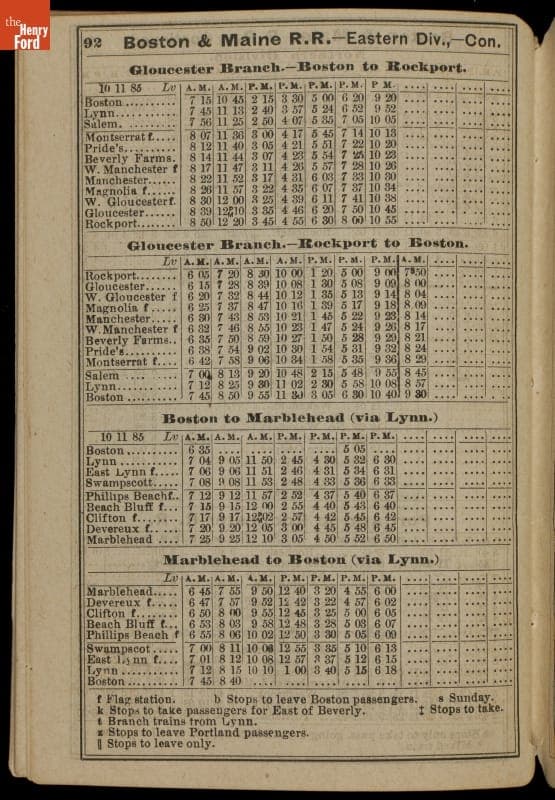 the
Henry
Ford
92 Boston & Maine R.R.—Eastern Div.,—Con.
Gloucester Branch.—Boston to Rockport.
10 11 85 Lv A.M. A.M. P.M. P.M. P.M. P.M. P M.
Boston 7 15 10 45 2 15 3 30 5 00 6 20 9 20
Lynn 7 45 11 13 2 40 3 57 5 24 6 52 9 52
Salem 7 56 11 25 2 50 4 07 5 35 7 05 10 05
Montserrat f 8 07 11 36 3 00 4 17 5 45 7 14 10 13
Pride's 8 12 11 40 3 05 4 21 5 51 7 22 10 20
Beverly Farms. 8 14 11 44 3 07 4 23 5 54 7 25 10 23
W. Manchester f 8 17 11 47 3 11 4 26 5 57 7 28 10 26
Manchester 8 22 11 52 3 17 4 31 6 03 7 33 10 30
Magnolia f 8 26 11 57 3 22 4 35 6 07 7 37 10 34
W. Gloucester f. 8 30 12 00 3 25 4 39 6 11 7 41 10 38
Gloucester 8 39 12 10 3 35 4 46 6 20 7 50 10 45
Rockport 8 50 12 20 3 45 4 55 6 30 8 00 10 55
Gloucester Branch.—Rockport to Boston.
Lv A.M. A.M. A.M. A.M. P.M. P.M. P.M. A.M.
Rockport 6 05 7 20 8 30 10 00 1 20 5 00 9 00 7 50
Gloucester 6 15 7 28 8 39 10 08 1 30 5 08 9 09 8 00
W. Gloucester f 6 20 7 32 8 44 10 12 1 35 5 13 9 14 8 04
Magnolia f 6 25 7 37 8 47 10 16 1 39 5 17 9 18 8 09
Manchester 6 30 7 43 8 53 10 21 1 45 5 22 9 23 8 14
W. Manchester f 6 32 7 46 8 55 10 23 1 47 5 24 9 26 8 17
Beverly Farms 6 35 7 50 8 59 10 27 1 50 5 28 9 29 8 21
Pride's 6 38 7 54 9 02 10 30 1 54 5 31 9 32 8 24
Montserrat f 6 42 7 58 9 06 10 34 1 58 5 35 9 36 8 29
Salem 7 00 8 13 9 20 10 48 2 15 5 48 9 55 8 45
Lynn 7 12 8 25 9 30 11 02 2 30 5 58 10 08 8 57
Boston 7 45 8 50 9 55 11 30 3 05 6 30 10 40 9 30
Boston to Marblehead (via Lynn.)
10 11 85 Lv A.M. A.M. A.M. P.M. P.M. P.M. P.M.
Boston 6 35 5 05
Lynn 7 04 9 05 11 50 2 45 4 30 5 32 6 30
East Lynn f 7 06 9 06 11 51 2 46 4 31 5 34 6 31
Swampscott 7 08 9 08 11 53 2 48 4 33 5 36 6 33
Phillips Beach f.. 7 12 9 12 11 57 2 52 4 37 5 40 6 37
Beach Bluff f... 7 15 9 15 12 00 2 55 4 40 5 43 6 40
Clifton f 7 17 9 17 12 02 2 57 4 42 5 45 6 42
Devereux f 7 20 9 20 12 05 3 00 4 45 5 48 6 45
Marblehead 7 25 9 25 12 10 3 05 4 50 5 52 6 50
Marblehead to Boston (via Lynn.)
Lv A.M. A.M. A.M. P.M. P.M. P.M. P.M.
Marblehead 6 45 7 55 9 50 12 40 3 20 4 55 6 00
Devereux f 6 47 7 57 9 52 12 42 3 22 4 57 6 02
Clifton f 6 50 8 00 9 55 12 45 3 25 5 00 6 05
Beach Bluff f 6 53 8 03 9 58 12 48 3 28 5 03 6 07
Phillips Beach f 6 55 8 06 10 02 12 50 3 30 5 05 6 09
Swampscot 7 00 8 11 10 06 12 55 3 35 5 10 6 13
East Lynn f 7 01 8 12 10 08 12 57 3 37 5 12 6 15
Lynn 7 12 8 15 10 10 1 00 3 40 5 15 6 18
Boston 7 45 8 40
f Flag station. b Stops to leave Boston passengers. s Sunday.
k Stops to take passengers for East of Beverly. ‡ Stops to take.
t Branch trains from Lynn.
z Stops to leave Portland passengers.
‖ Stops to leave only.